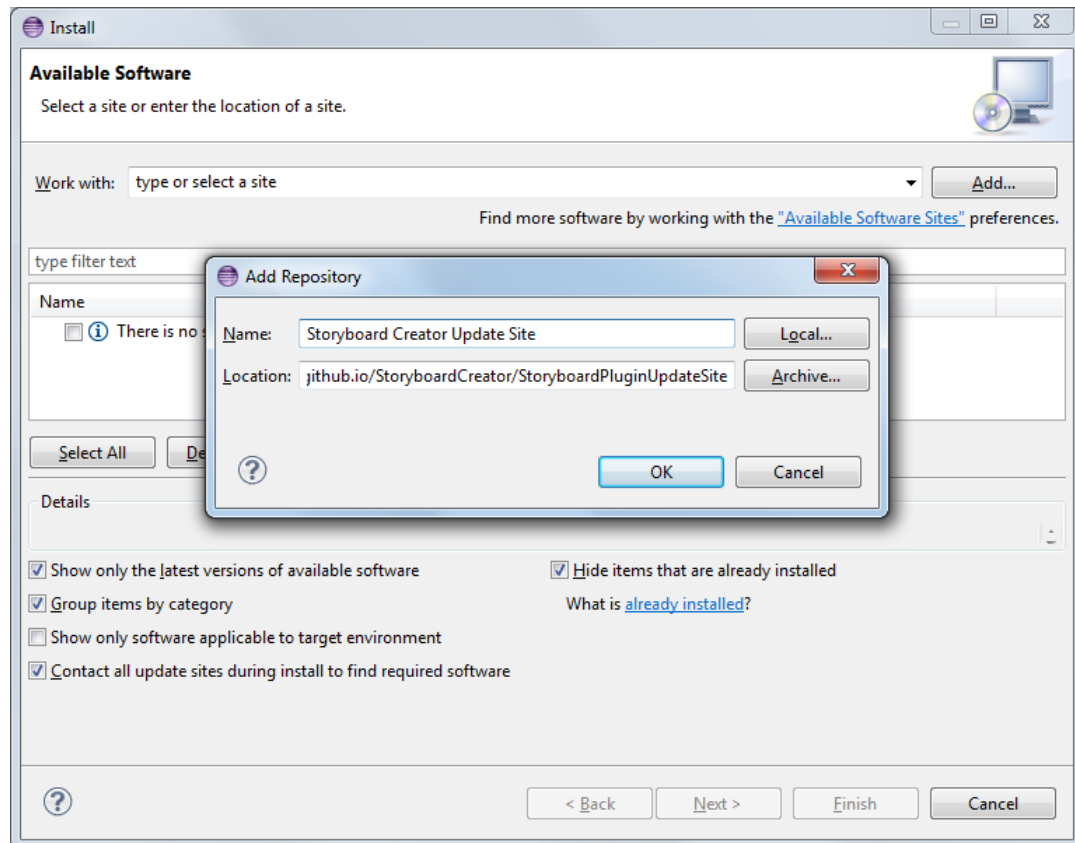 Install
Available Software
Select a site or enter the location of a site.
Work with: type or select a site Add...
Find more software by working with the "Available Software Sites" preferences.
type filter text
Name
There is no
Add Repository
Name: Storyboard Creator Update Site Local...
Location: github.io/StoryboardCreator/StoryboardPluginUpdateSite Archive...
OK Cancel
Select All De
Details
Show only the latest versions of available software
Hide items that are already installed
Group items by category
What is already installed?
Show only software applicable to target environment
Contact all update sites during install to find required software
< Back Next > Finish Cancel